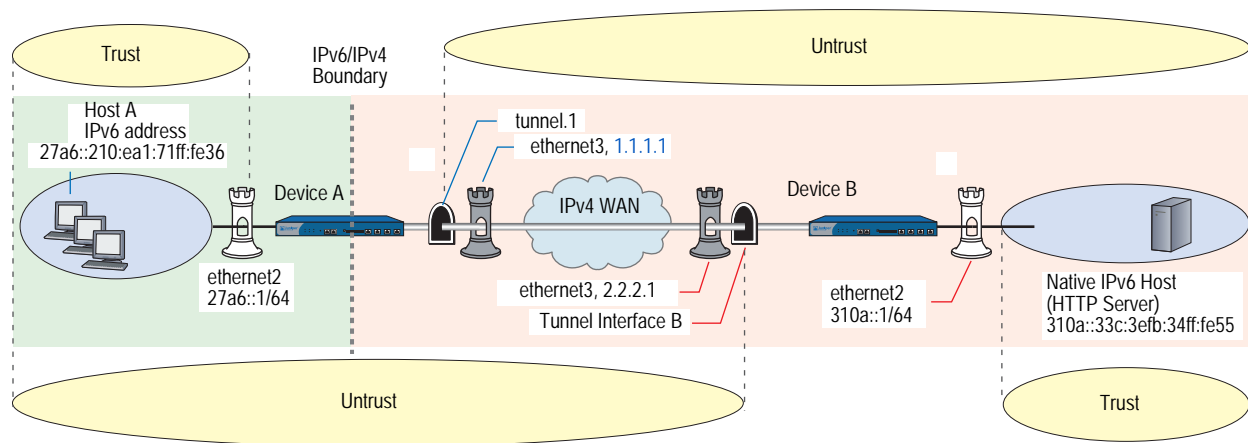 Trust
IPv6/IPv4
Boundary
Untrust
Host A
IPv6 address
27a6::210:ea1:71ff:fe36
tunnel.1
ethernet3, 1.1.1.1
Device A
IPv4 WAN
Device B
ethernet2
27a6::1/64
ethernet3, 2.2.2.1
Tunnel Interface B
ethernet2
310a::1/64
Native IPv6 Host
(HTTP Server)
310a::33c:3efb:34ff:fe55
Untrust
Trust